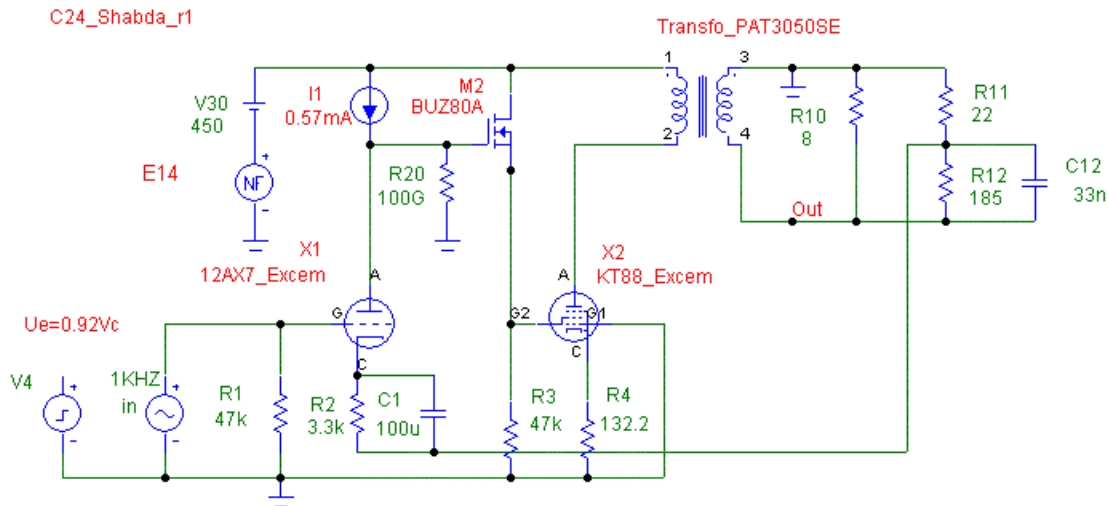 C24_Shabda_r1
Transfo_PAT3050SE
1
3
2
4
V30
450
I1
0.57mA
M2
BUZ80A
R10
8
R11
22
E14
NF
R20
100G
R12
185
C12
33n
Out
X1
12AX7_Excem
A
G
C
X2
KT88_Excem
A
G2
G1
C
Ue=0.92Vc
V4
1KHZ
in
R1
47k
R2
3.3k
C1
100u
R3
47k
R4
132.2